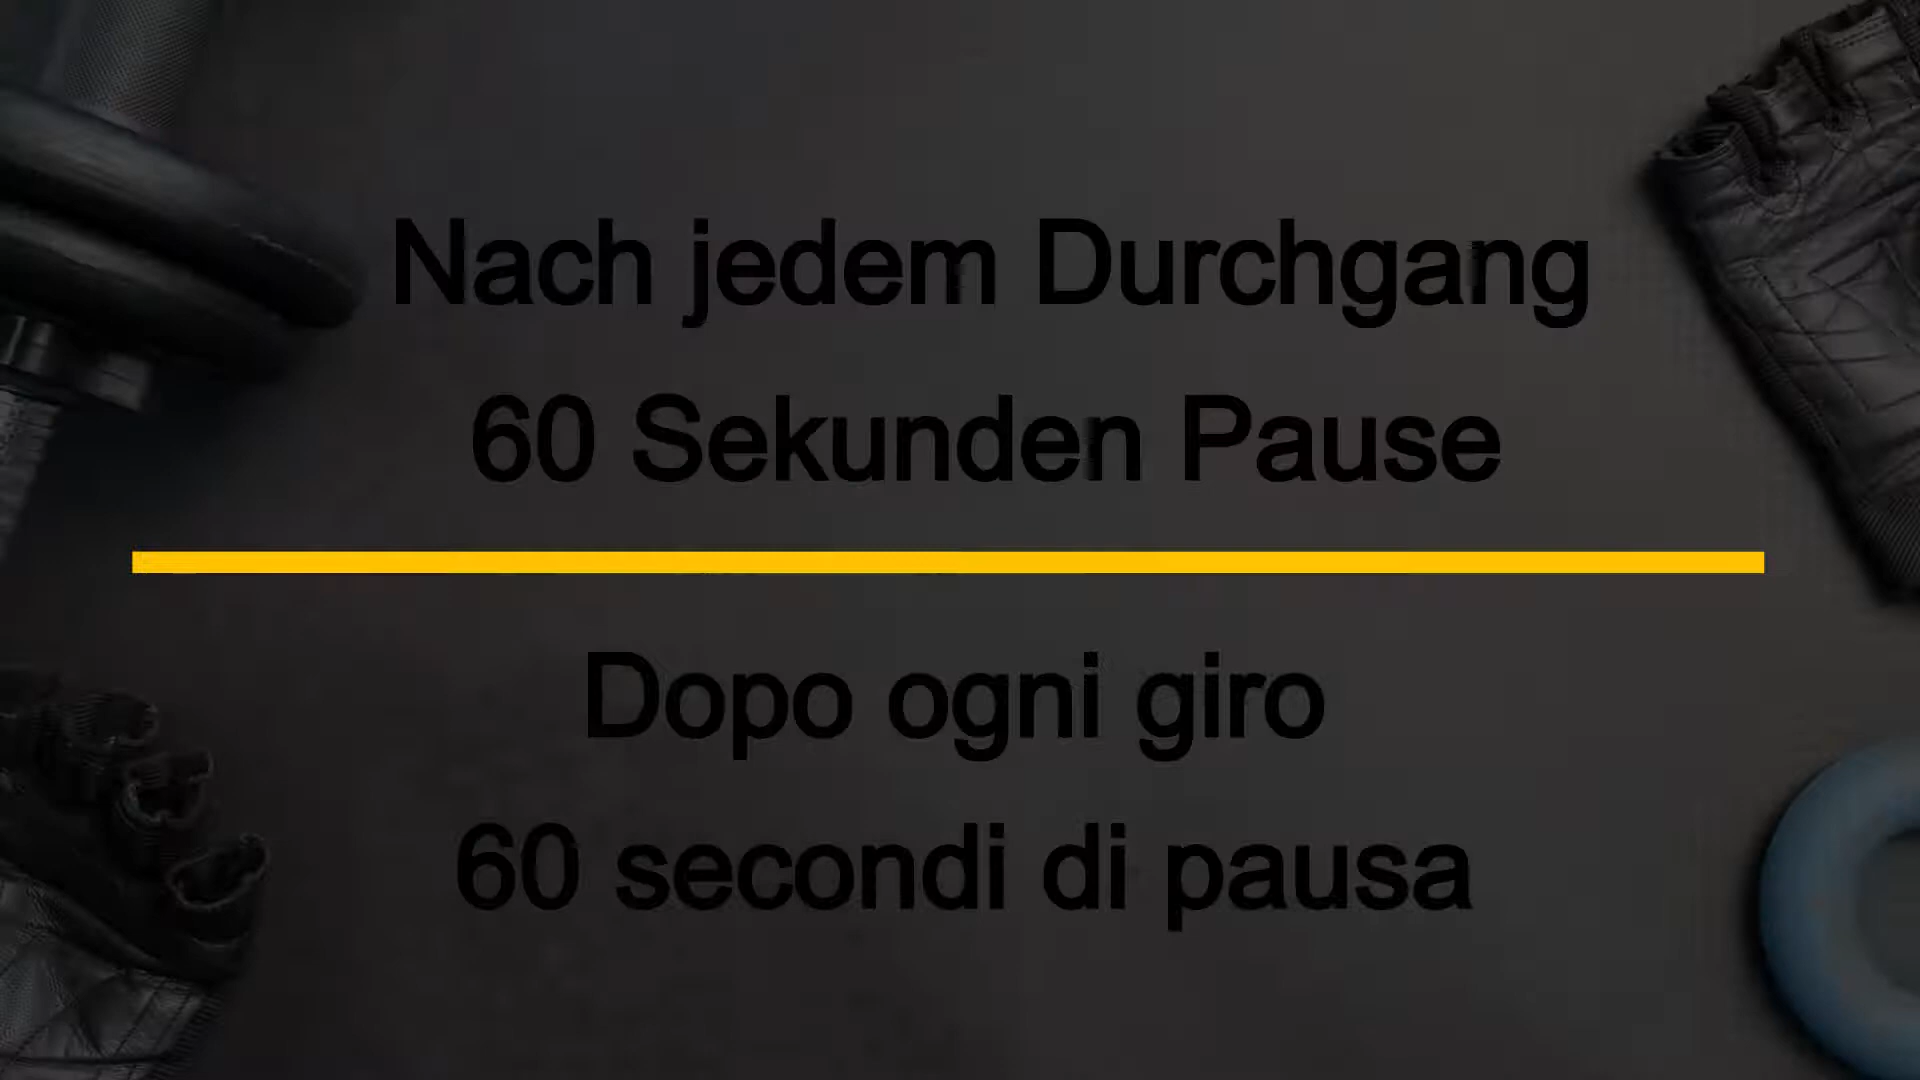 Nach jedem Durchgang
60 Sekunden Pause
Dopo ogni giro
60 secondi di pausa